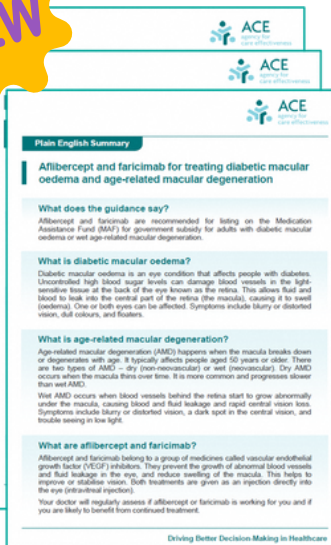 EW
ACE
agency for
care effectiveness
ACE
agency for
care effectiveness
ACE
agency for
care effectiveness
Plain English Summary
Aflibercept and faricimab for treating diabetic macular
oedema and age-related macular degeneration
What does the guidance say?
Aflibercept and faricimab are recommended for listing on the Medication
Assistance Fund (MAF) for government subsidy for adults with diabetic macular
oedema or wet age-related macular degeneration.
What is diabetic macular oedema?
Diabetic macular oedema is an eye condition that affects people with diabetes.
Uncontrolled high blood sugar levels can damage blood vessels in the light-
sensitive tissue at the back of the eye known as the retina. This allows fluid and
blood to leak into the central part of the retina (the macula), causing it to swell
(oedema). One or both eyes can be affected. Symptoms include blurry or distorted
vision, dull colours, and floaters.
What is age-related macular degeneration?
Age-related macular degeneration (AMD) happens when the macula breaks down
or degenerates with age. It typically affects people aged 50 years or older. There
are two types of AMD – dry (non-neovascular) or wet (neovascular). Dry AMD
occurs when the macula thins over time. It is more common and progresses slower
than wet AMD.
Wet AMD occurs when blood vessels behind the retina start to grow abnormally
under the macula, causing blood and fluid leakage and rapid central vision loss.
Symptoms include blurry or distorted vision, a dark spot in the central vision, and
trouble seeing in low light.
What are aflibercept and faricimab?
Aflibercept and faricimab belong to a group of medicines called vascular endothelial
growth factor (VEGF) inhibitors. They prevent the growth of abnormal blood vessels
and fluid leakage in the eye, and reduce swelling of the macula. This helps to
improve or stabilise vision. Both treatments are given as an injection directly into
the eye (intravitreal injection).
Your doctor will regularly assess if aflibercept or faricimab is working for you and if
you are likely to benefit from continued treatment.
Driving Better Decision-Making in Healthcare